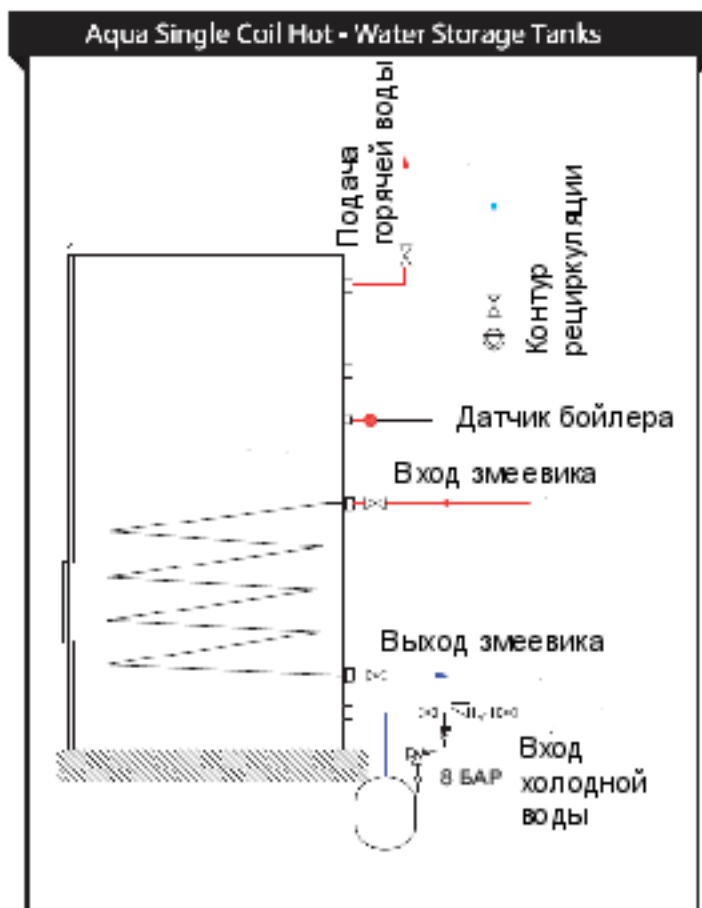 Aqua Single Coil Hot - Water Storage Tanks
Подача
горячей воды
Контур
рециркуляции
Датчик бойлера
Вход змеевика
Выход змеевика
8 БАР
Вход
холодной
воды